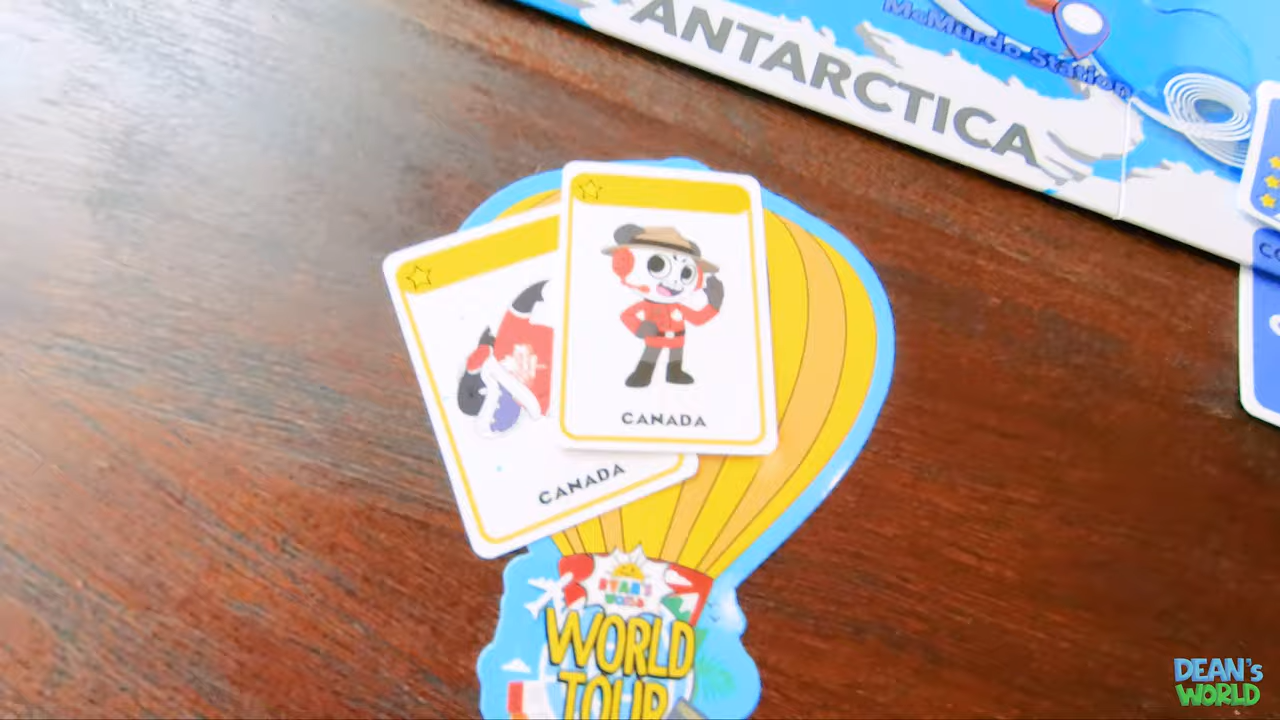 McMurdo Station
ANTARCTICA
CANADA
CANADA
RYAN'S
WORLD
WORLD
TOUR
DEAN's
WORLD